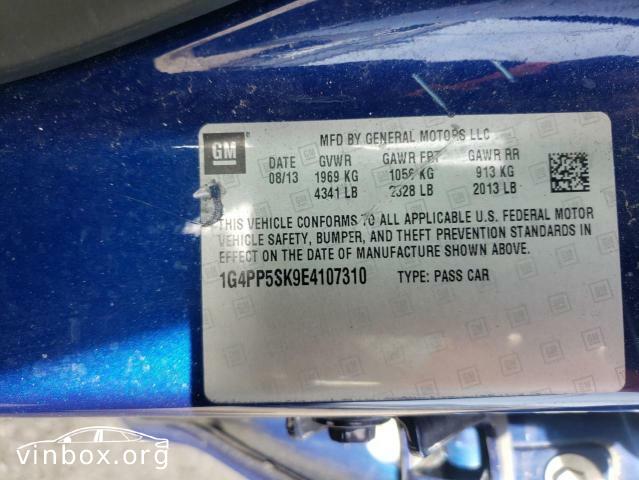 GM
MFD BY GENERAL MOTORS LLC
DATE GVWR GAWR FRT GAWR RR
08/13 1969 KG 1056 KG 913 KG
4341 LB 2328 LB 2013 LB
THIS VEHICLE CONFORMS TO ALL APPLICABLE U.S. FEDERAL MOTOR
VEHICLE SAFETY, BUMPER, AND THEFT PREVENTION STANDARDS IN
EFFECT ON THE DATE OF MANUFACTURE SHOWN ABOVE.
1G4PP5SK9E4107310 TYPE: PASS CAR
vinbox.org